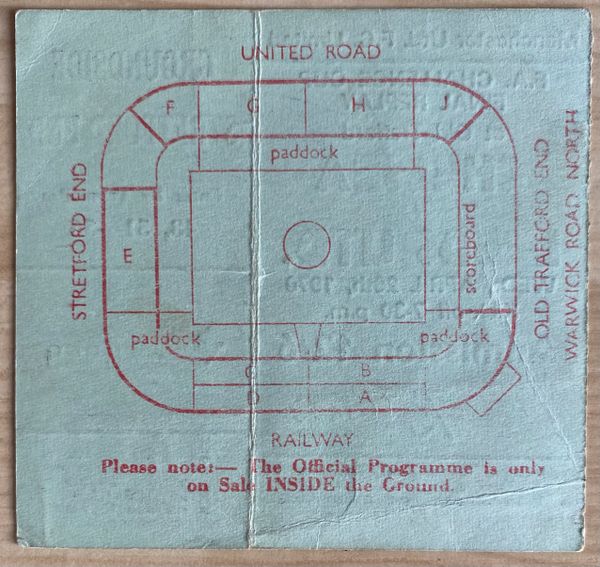 UNITED ROAD
F
G
H
paddock
STRETFORD END
E
scoreboard
OLD TRAFFORD END
WARWICK ROAD NORTH
paddock
paddock
C
B
D
A
RAILWAY
Please note:— The Official Programme is only
on Sale INSIDE the Ground.